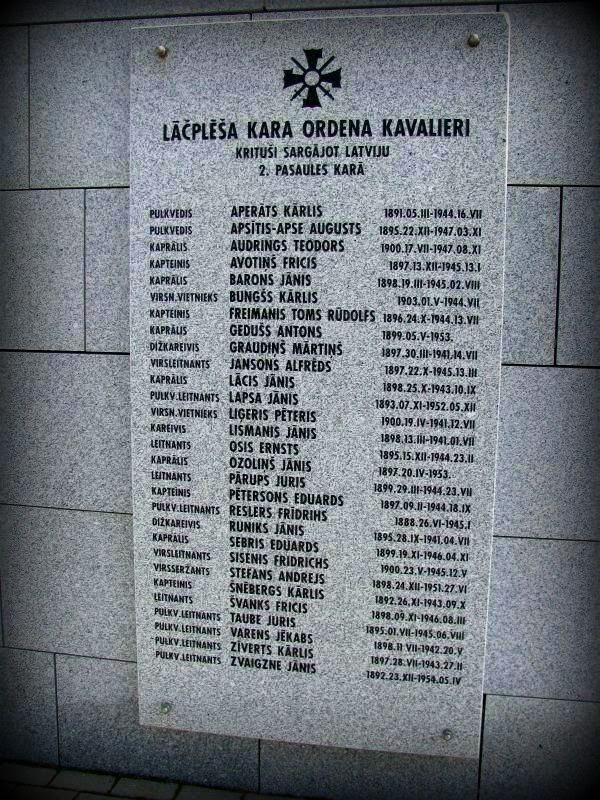 LĀČPLĒŠA KARA ORDENA KAVALIERI
KRITUŠI SARGĀJOT LATVIJU
2. PASAULES KARĀ
PULKVEDIS APERĀTS KĀRLIS 1891.05.III-1944.16.VII
PULKVEDIS APSĪTIS-APSE AUGUSTS 1895.22.XII-1947.03.XI
KAPRĀLIS AUDRINGS TEODORS 1900.17.VII-1947.08.XI
KAPTEINIS AVOTIŅŠ FRICIS 1897.13.XII-1945.13.I
KAPRĀLIS BARONS JĀNIS 1898.19.III-1945.02.VIII
VIRSN.VIETNIEKS BUNGŠS KĀRLIS 1903.01.V-1944.VII
KAPTEINIS FREIMANIS TOMS RŪDOLFS 1896.24.X-1944.13.VII
KAPRĀLIS GEDUŠS ANTONS 1899.05.V-1953.
DIŽKAREIVIS GRAUDIŅŠ MĀRTIŅŠ 1897.30.III-1941.14.VII
VIRSLEITNANTS JANSONS ALFRĒDS 1897.22.X-1945.13.III
KAPRĀLIS LĀCIS JĀNIS 1898.25.X-1943.10.IX
PULKV.LEITNANTS LAPSA JĀNIS 1893.07.XI-1952.05.XII
VIRSN.VIETNIEKS LIGERIS PĒTERIS 1900.19.IV-1941.12.VII
KAREIVIS LISMANIS JĀNIS 1898.13.III-1941.01.VII
LEITNANTS OSIS ERNSTS 1895.15.XII-1944.23.II
KAPRĀLIS OZOLIŅŠ JĀNIS 1897.20.IV-1953.
LEITNANTS PĀRUPS JURIS 1899.29.III-1944.23.VII
KAPTEINIS PĒTERSONS EDUARDS 1897.09.II-1944.18.IX
PULKV.LEITNANTS RESLERS FRĪDRIHS 1888.26.VI-1945.I
DIŽKAREIVIS RUNIKS JĀNIS 1895.28.IX-1941.04.VII
KAPRĀLIS SEBRIS EDUARDS 1899.19.XI-1946.04.XI
VIRSLEITNANTS SISENIS FRIDRICHS 1900.23.V-1945.12.V
VIRSSERŽANTS STEFANS ANDREJS 1898.24.XII-1951.27.VI
KAPTEINIS ŠNĒBERGS KĀRLIS 1892.26.XI-1943.09.X
LEITNANTS ŠVANKS FRICIS 1898.09.XI-1946.08.III
PULKV.LEITNANTS TAUBE JURIS 1895.01.VII-1945.06.VIII
PULKV.LEITNANTS VARENS JĒKABS 1898.11 VII-1942.20.V
PULKV.LEITNANTS ZĪVERTS KĀRLIS 1897.28.VII-1943.27.II
PULKV.LEITNANTS ZVAIGZNE JĀNIS 1892.23.XII-1954.05.IV